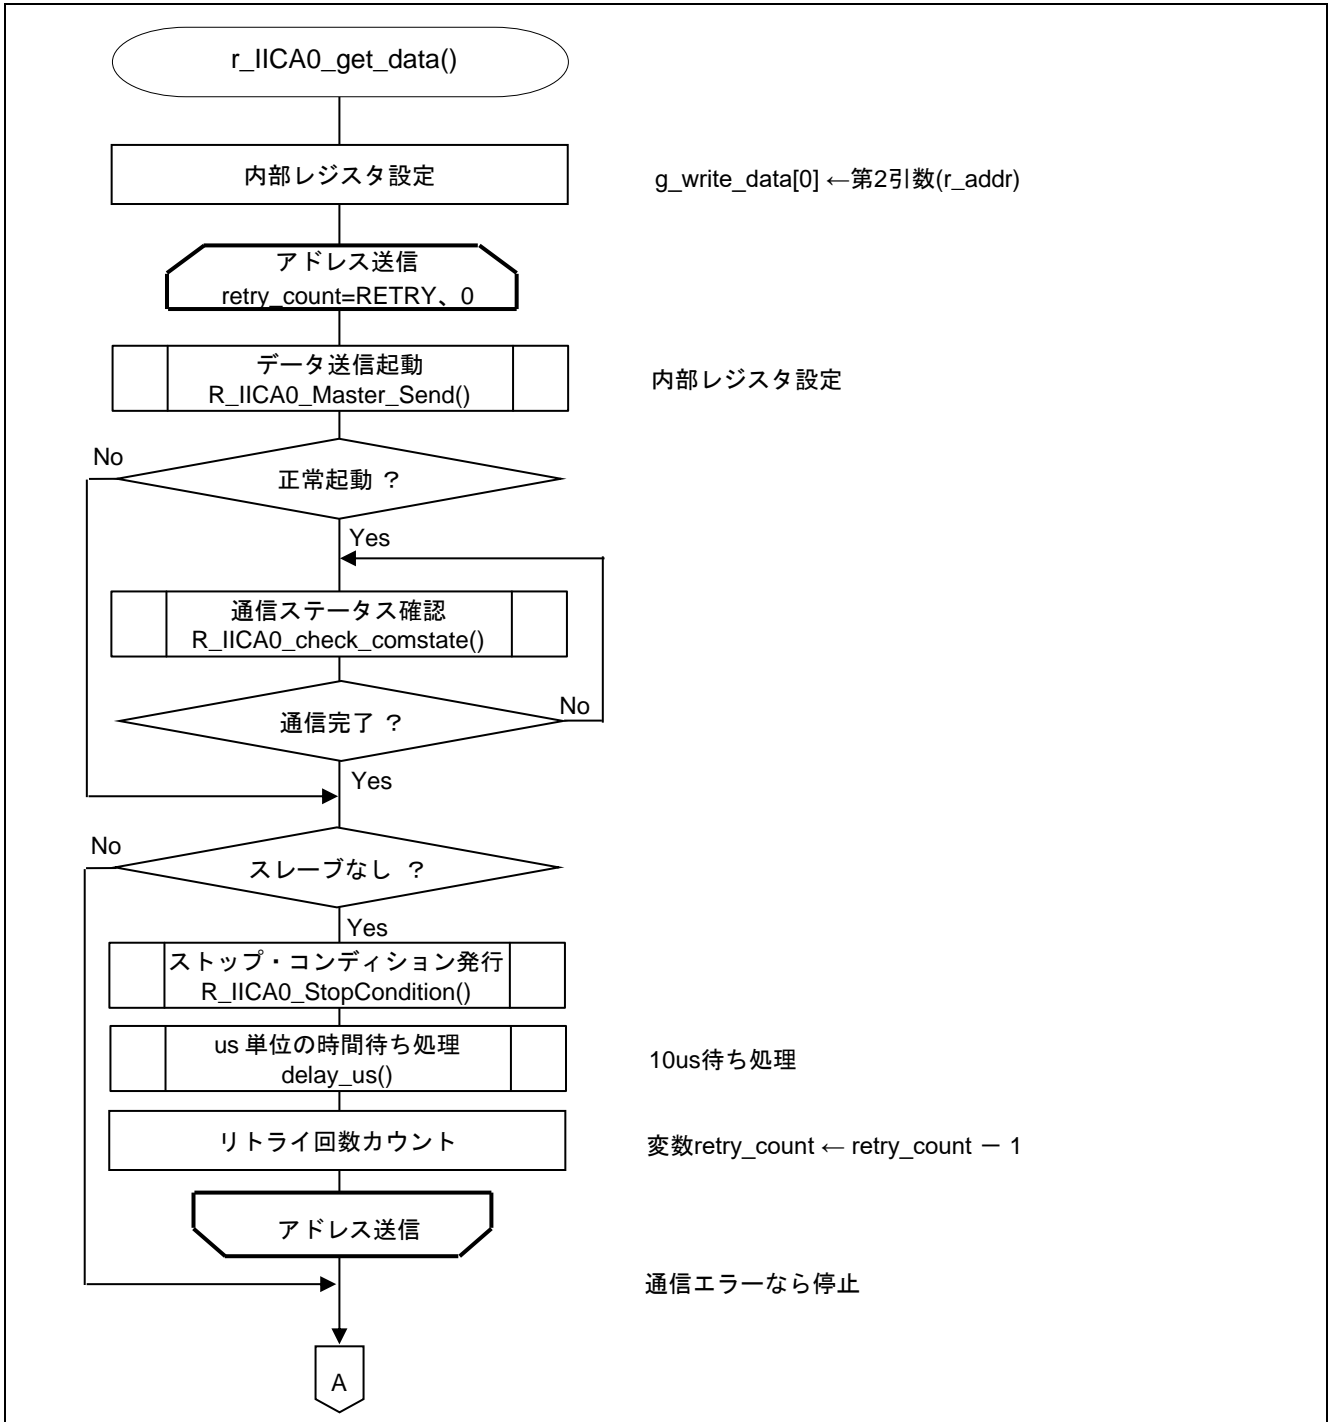 r_IICA0_get_data()
内部レジスタ設定
g_write_data[0] ←第2引数(r_addr)
アドレス送信
retry_count=RETRY、0
データ送信起動
R_IICA0_Master_Send()
内部レジスタ設定
No
正常起動 ？
Yes
通信ステータス確認
R_IICA0_check_comstate()
通信完了 ？
No
Yes
No
スレーブなし ？
Yes
ストップ・コンディション発行
R_IICA0_StopCondition()
us 単位の時間待ち処理
delay_us()
10us待ち処理
リトライ回数カウント
変数retry_count ← retry_count － 1
アドレス送信
通信エラーなら停止
A